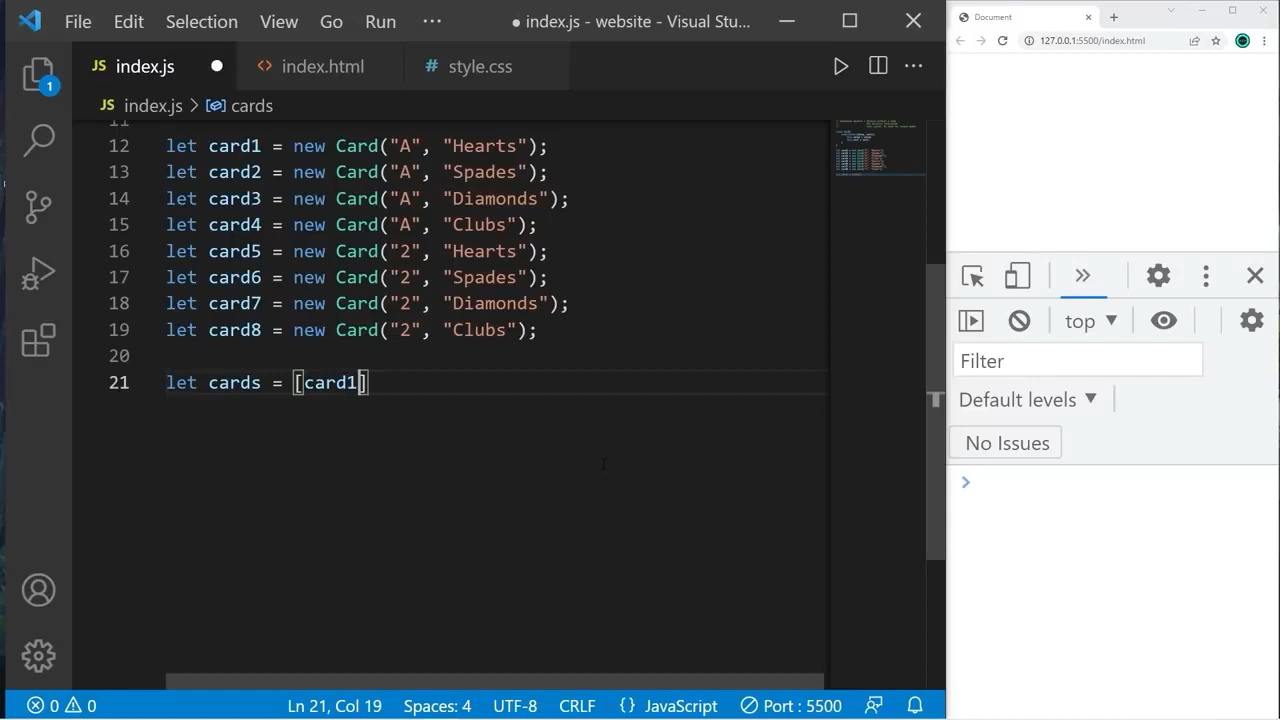 File Edit Selection View Go Run ··· ● index.js - website - Visual Stu...
JS index.js ● <> index.html # style.css
JS index.js > cards
11
12 let card1 = new Card("A", "Hearts");
13 let card2 = new Card("A", "Spades");
14 let card3 = new Card("A", "Diamonds");
15 let card4 = new Card("A", "Clubs");
16 let card5 = new Card("2", "Hearts");
17 let card6 = new Card("2", "Spades");
18 let card7 = new Card("2", "Diamonds");
19 let card8 = new Card("2", "Clubs");
20
21 let cards = [card1]
1
0 0 Ln 21, Col 19 Spaces: 4 UTF-8 CRLF {} JavaScript Port : 5500
Document
127.0.0.1:5500/index.html
top
Filter
Default levels
No Issues